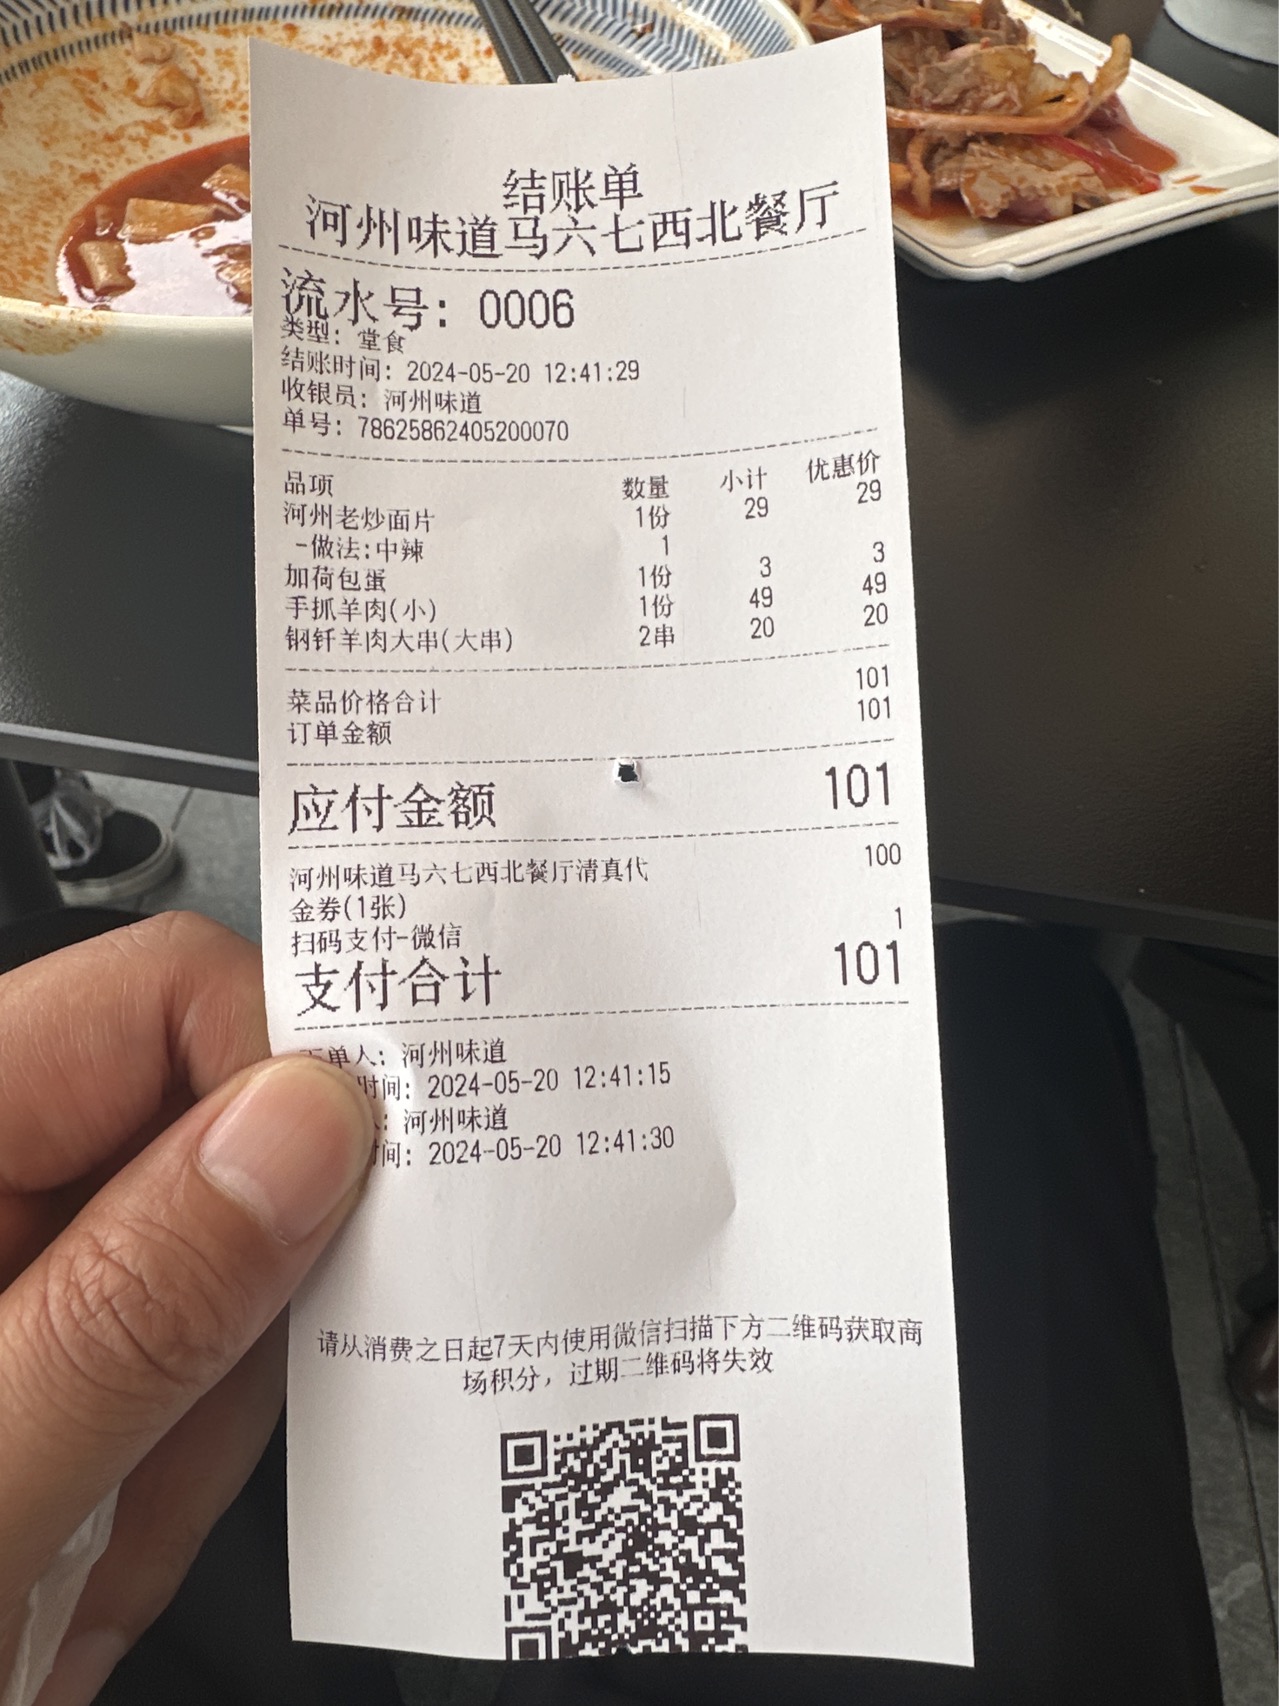 结账单
河州味道马六七西北餐厅
流水号: 0006
类型: 堂食
结账时间: 2024-05-20 12:41:29
收银员: 河州味道
单号: 78625862405200070
品项 数量 小计 优惠价
河州老炒面片 1份 29 29
-做法:中辣 1
加荷包蛋 1份 3 3
手抓羊肉(小) 1份 49 49
钢钎羊肉大串(大串) 2串 20 20
菜品价格合计 101
订单金额 101
应付金额 101
河州味道马六七西北餐厅清真代 100
金券(1张)
扫码支付-微信 1
支付合计 101
单人: 河州味道
时间: 2024-05-20 12:41:15
: 河州味道
时间: 2024-05-20 12:41:30
请从消费之日起7天内使用微信扫描下方二维码获取商
场积分，过期二维码将失效